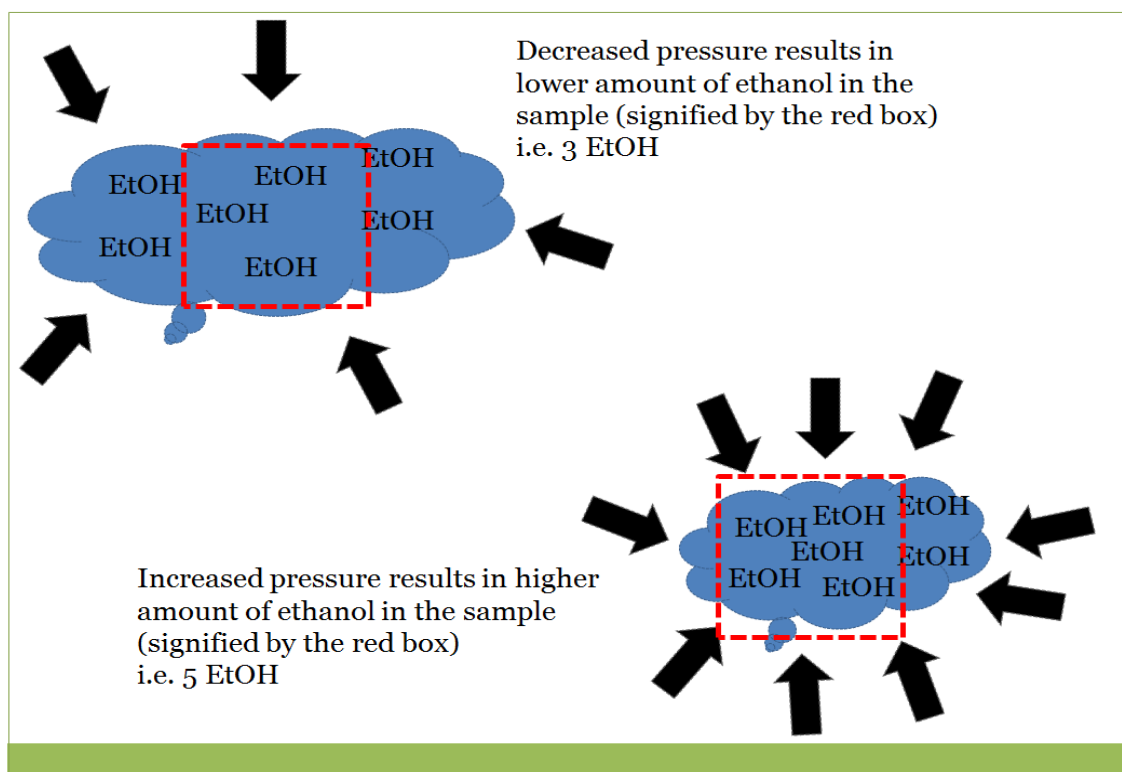 Decreased pressure results in
lower amount of ethanol in the
sample (signified by the red box)
i.e. 3 EtOH
EtOH
EtOH
EtOH
EtOH
EtOH
EtOH
EtOH
Increased pressure results in higher
amount of ethanol in the sample
(signified by the red box)
i.e. 5 EtOH
EtOH
EtOH
EtOH
EtOH
EtOH
EtOH
EtOH